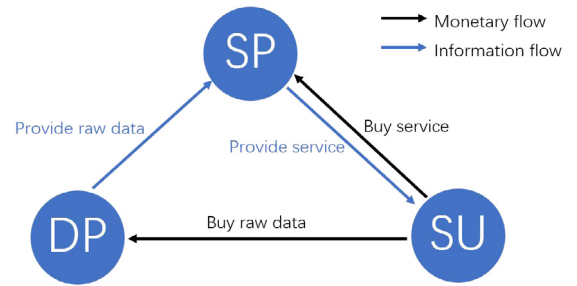 SP
Monetary flow
Information flow
Provide raw data
Buy service
Provide service
Buy raw data
DP
SU